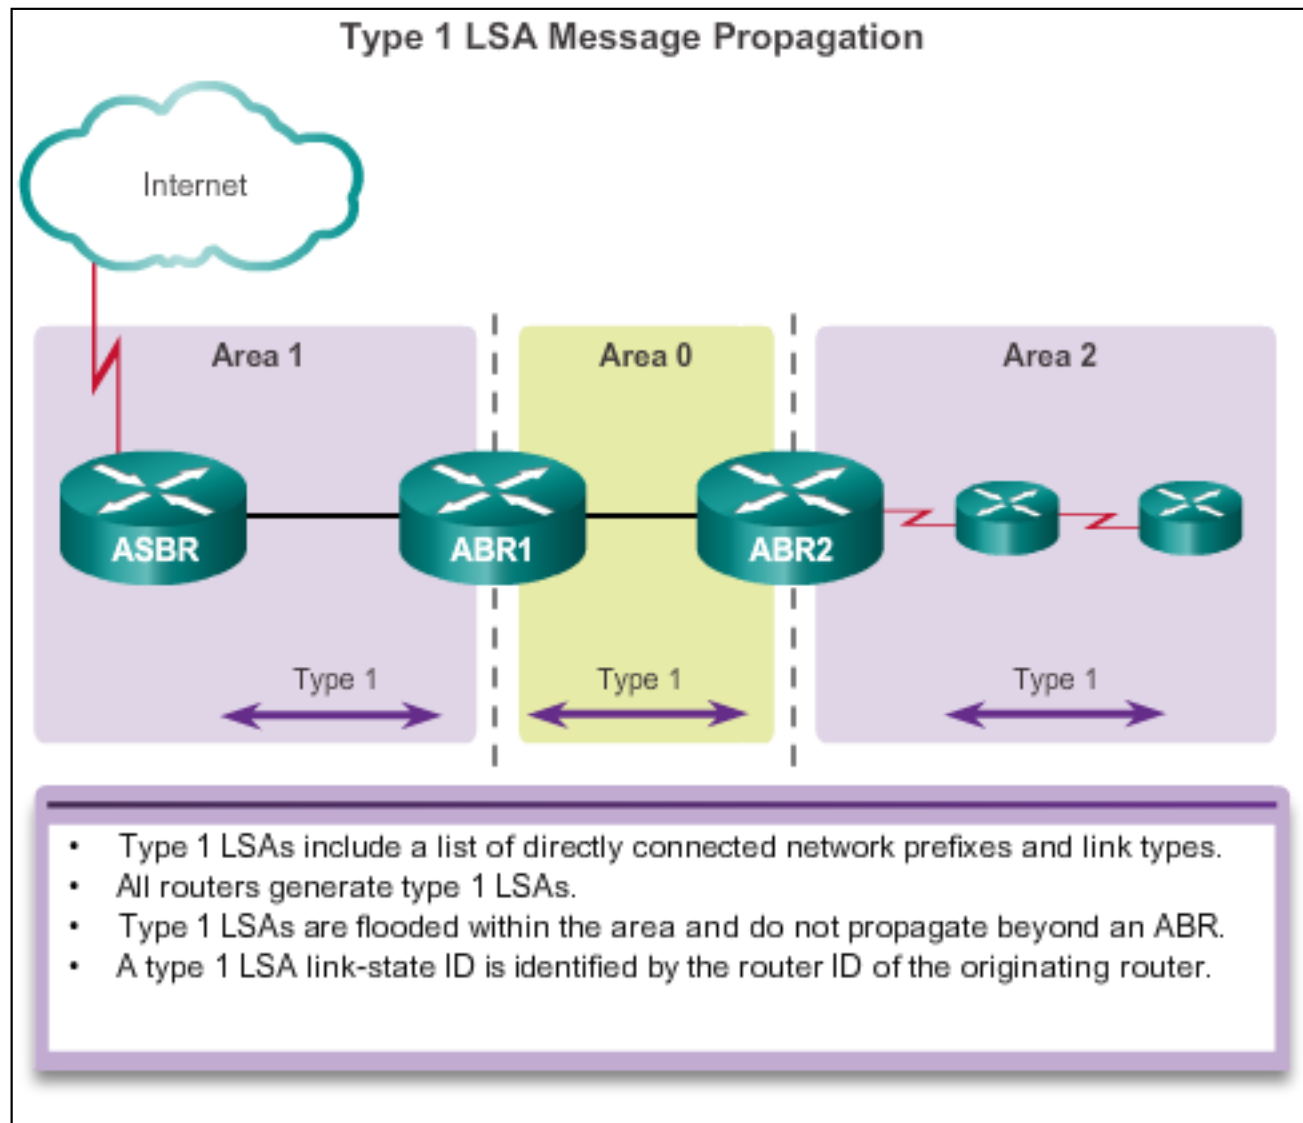 Type 1 LSA Message Propagation
Internet
Area 1
Area 0
Area 2
ASBR
ABR1
ABR2
Type 1
Type 1
Type 1
• Type 1 LSAs include a list of directly connected network prefixes and link types.
• All routers generate type 1 LSAs.
• Type 1 LSAs are flooded within the area and do not propagate beyond an ABR.
• A type 1 LSA link-state ID is identified by the router ID of the originating router.